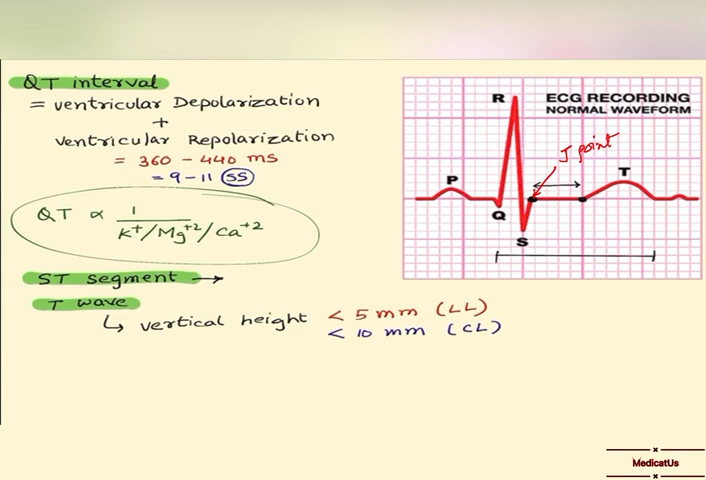 QT interval
= ventricular Depolarization
+
Ventricular Repolarization
= 360 - 440 ms
= 9 - 11 SS
QT ∝ 1 / K+/Mg+2/Ca+2
ST segment →
T wave
↳ vertical height < 5 mm (LL)
< 10 mm (CL)
ECG RECORDING
NORMAL WAVEFORM
R
J point
P
T
Q
S
MedicatUs